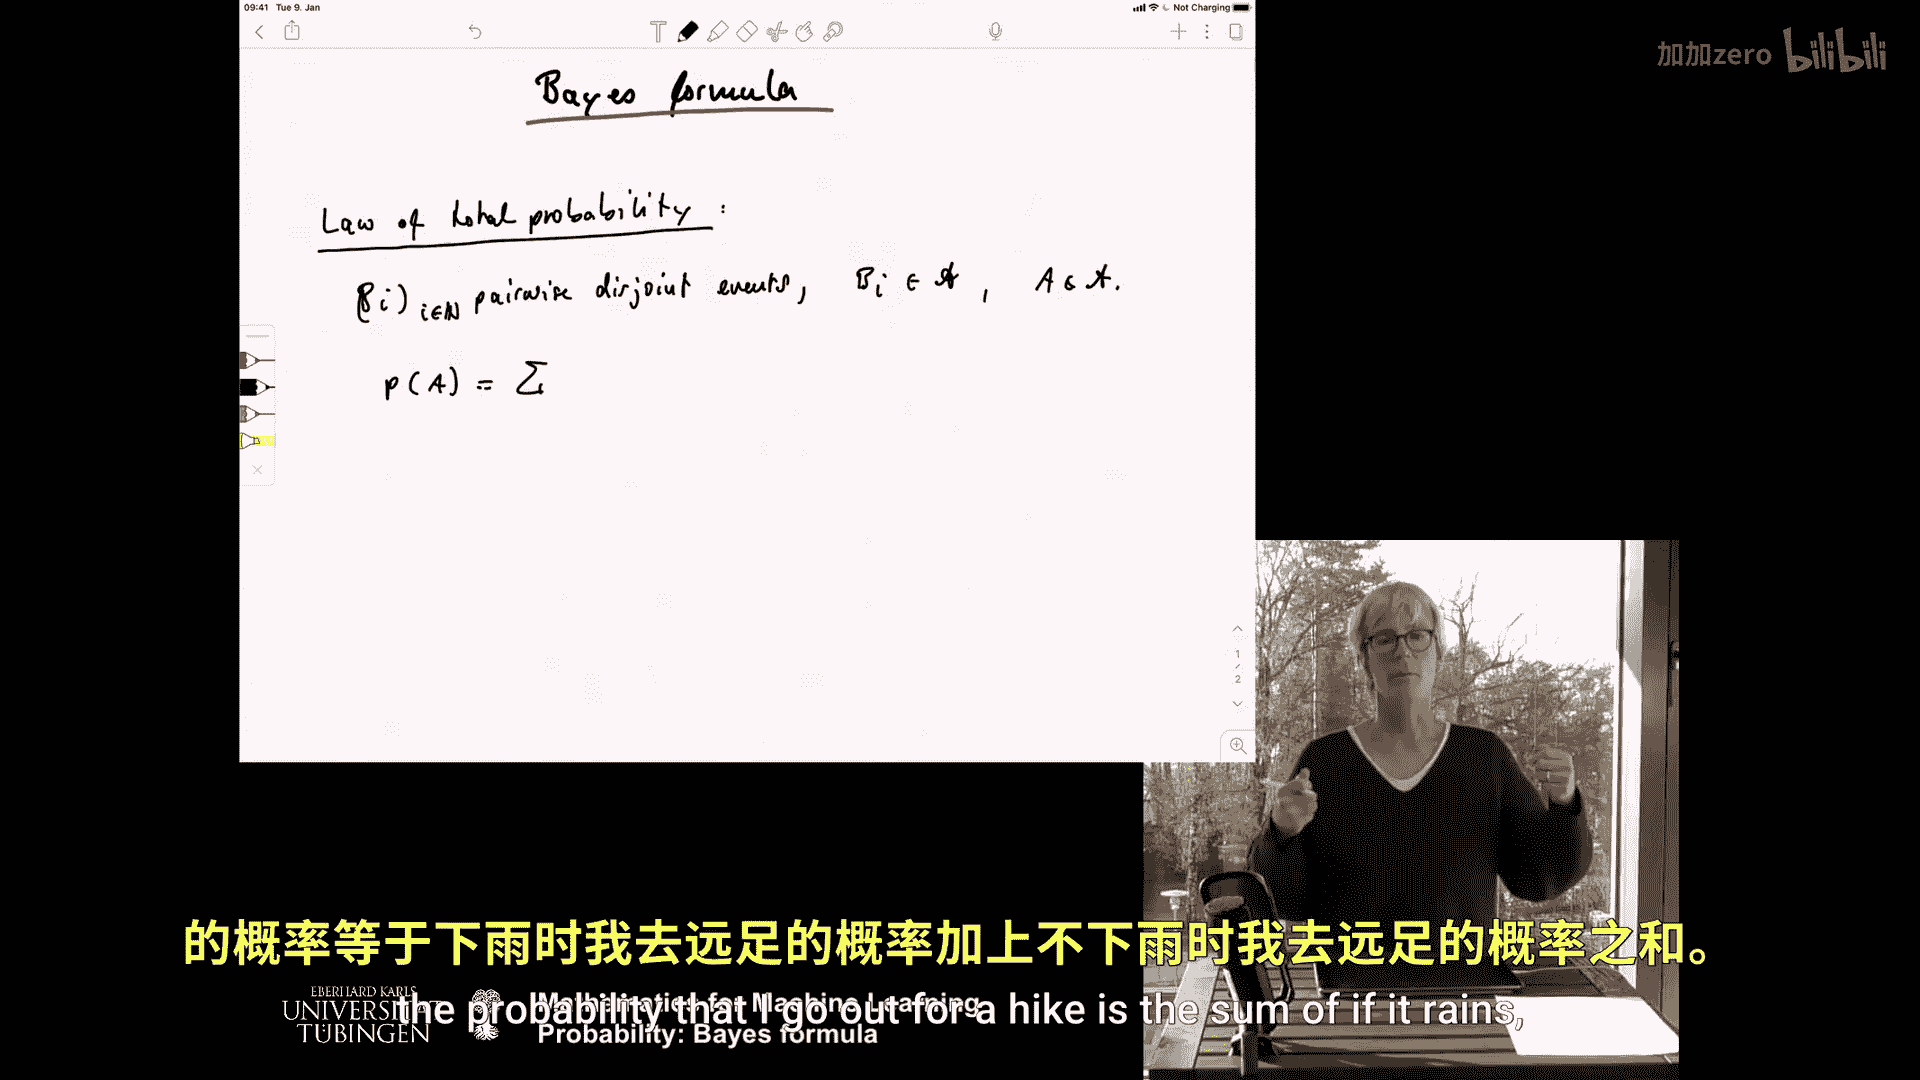 09:41 Tue 9. Jan
Not Charging
加加zero bilibili
Bayes formula
Law of total probability :
(Bi) i∈ℕ pairwise disjoint events, Bi ∈ 𝒜 , A ∈ 𝒜.
P(A) = Σ
1
/
2
的概率等于下雨时我去远足的概率加上不下雨时我去远足的概率之和。
the probability that I go out for a hike is the sum of if it rains,
EBERHARD KARLS
UNIVERSITÄT
TÜBINGEN
Mathematics for Machine Learning
Probability: Bayes formula